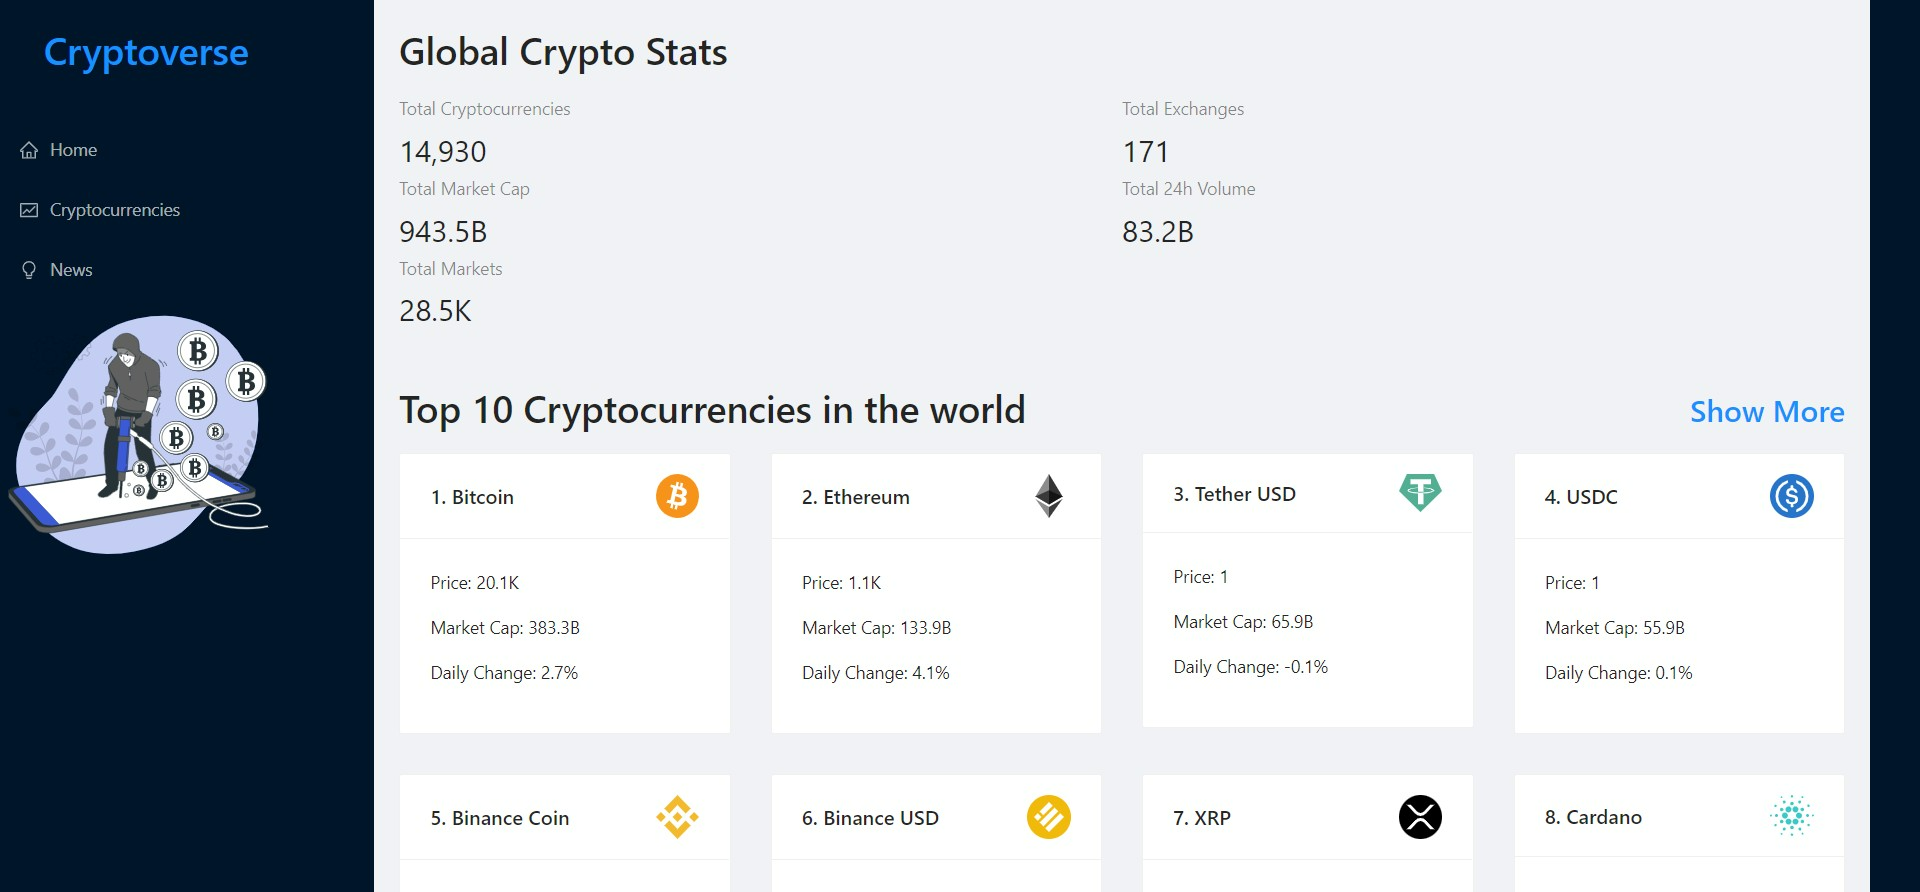 Cryptoverse
Home
Cryptocurrencies
News
Global Crypto Stats
Total Cryptocurrencies
14,930
Total Exchanges
171
Total Market Cap
943.5B
Total 24h Volume
83.2B
Total Markets
28.5K
Top 10 Cryptocurrencies in the world
Show More
1. Bitcoin
Price: 20.1K
Market Cap: 383.3B
Daily Change: 2.7%
2. Ethereum
Price: 1.1K
Market Cap: 133.9B
Daily Change: 4.1%
3. Tether USD
Price: 1
Market Cap: 65.9B
Daily Change: -0.1%
4. USDC
Price: 1
Market Cap: 55.9B
Daily Change: 0.1%
5. Binance Coin
6. Binance USD
7. XRP
8. Cardano